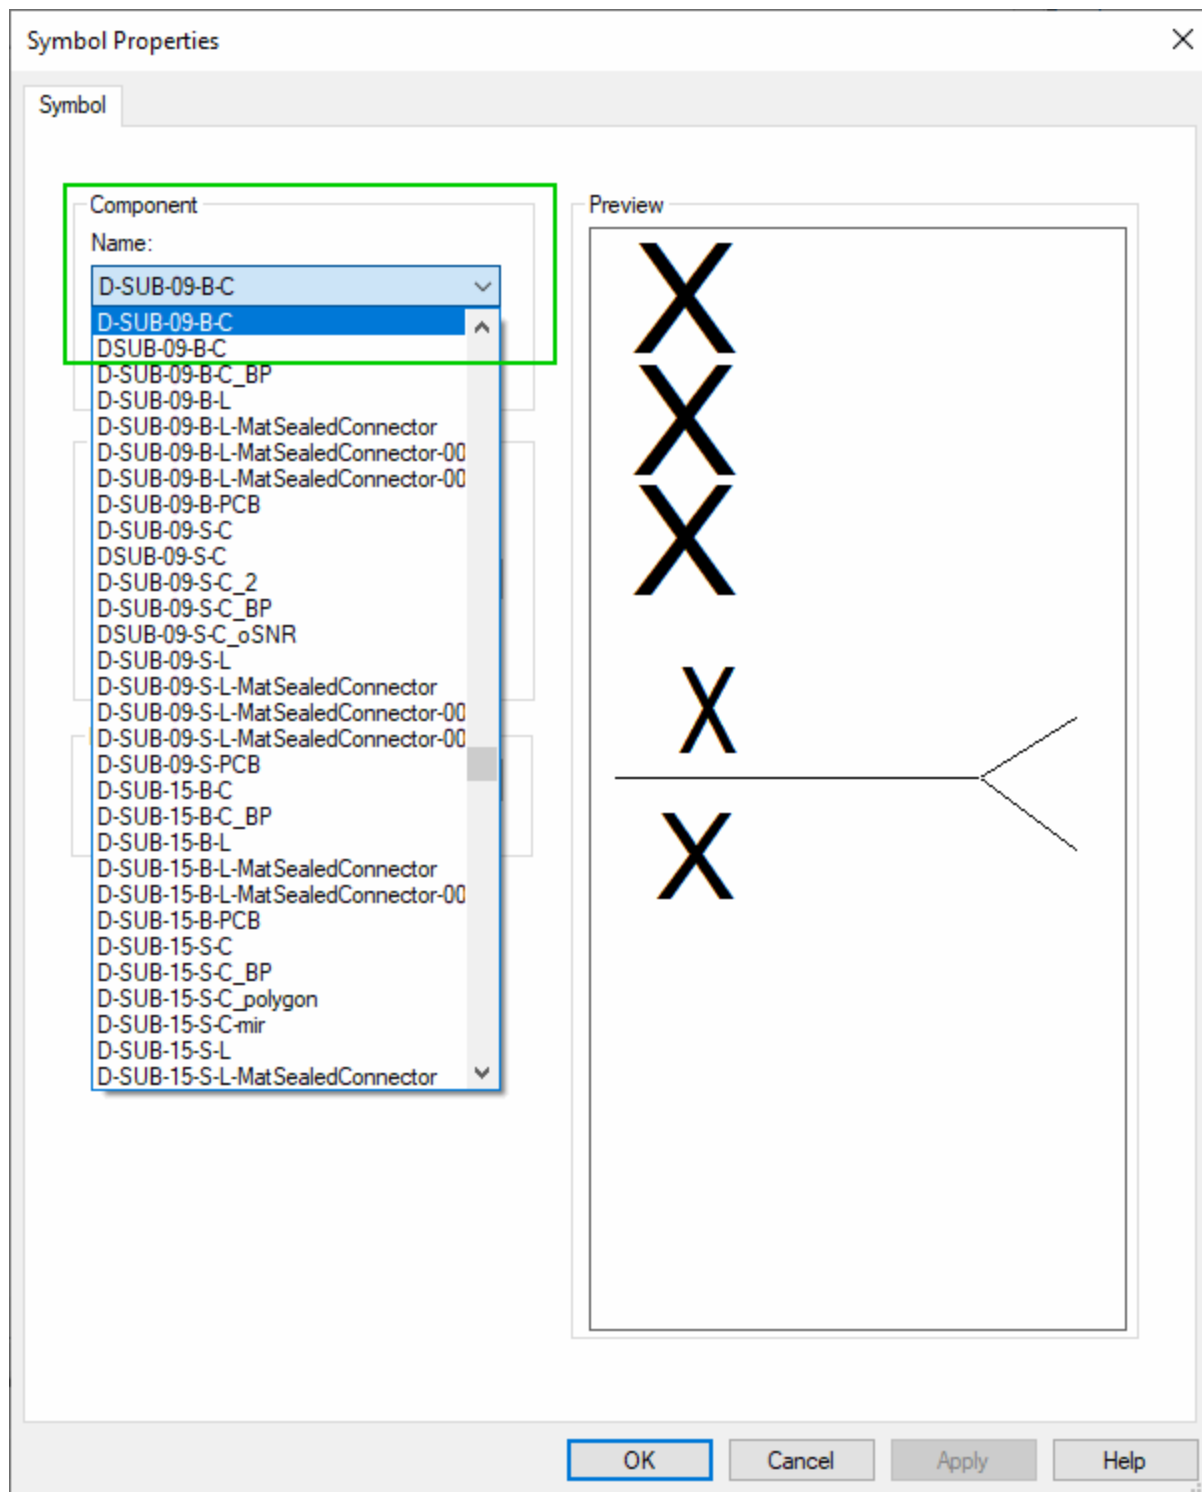 Symbol Properties
Symbol
Component
Name:
D-SUB-09-B-C
D-SUB-09-B-C
DSUB-09-B-C
D-SUB-09-B-C_BP
D-SUB-09-B-L
D-SUB-09-B-L-MatSealedConnector
D-SUB-09-B-L-MatSealedConnector-00
D-SUB-09-B-L-MatSealedConnector-00
D-SUB-09-B-PCB
D-SUB-09-S-C
DSUB-09-S-C
D-SUB-09-S-C_2
D-SUB-09-S-C_BP
DSUB-09-S-C_oSNR
D-SUB-09-S-L
D-SUB-09-S-L-MatSealedConnector
D-SUB-09-S-L-MatSealedConnector-00
D-SUB-09-S-L-MatSealedConnector-00
D-SUB-09-S-PCB
D-SUB-15-B-C
D-SUB-15-B-C_BP
D-SUB-15-B-L
D-SUB-15-B-L-MatSealedConnector
D-SUB-15-B-L-MatSealedConnector-00
D-SUB-15-B-PCB
D-SUB-15-S-C
D-SUB-15-S-C_BP
D-SUB-15-S-C_polygon
D-SUB-15-S-C-mir
D-SUB-15-S-L
D-SUB-15-S-L-MatSealedConnector
Preview
X
X
X
X
X
OK
Cancel
Apply
Help